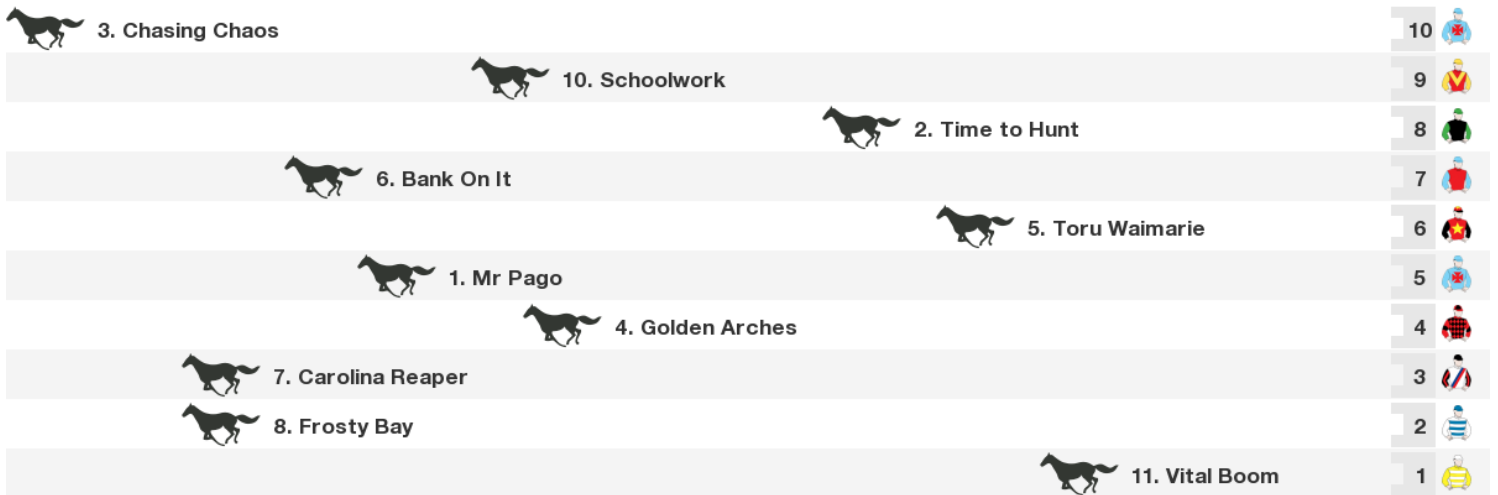 3. Chasing Chaos 10
10. Schoolwork 9
2. Time to Hunt 8
6. Bank On It 7
5. Toru Waimarie 6
1. Mr Pago 5
4. Golden Arches 4
7. Carolina Reaper 3
8. Frosty Bay 2
11. Vital Boom 1